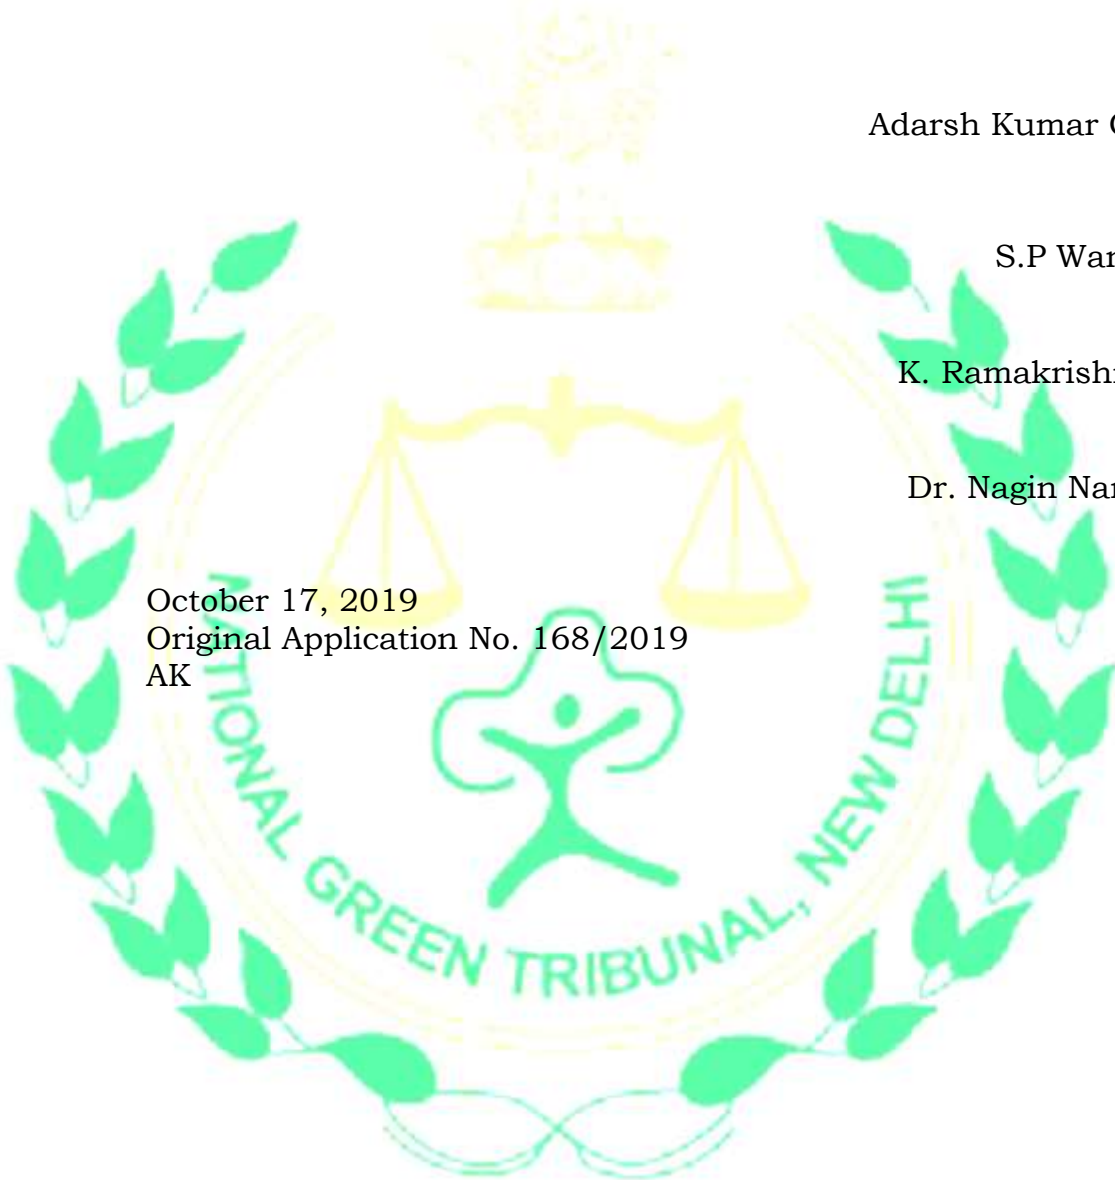 Adarsh Kumar
S.P
K.
Dr. Nagin
October 17, 2019
Original Application No. 168/2019
AK
NATIONAL GREEN TRIBUNAL, NEW DELHI